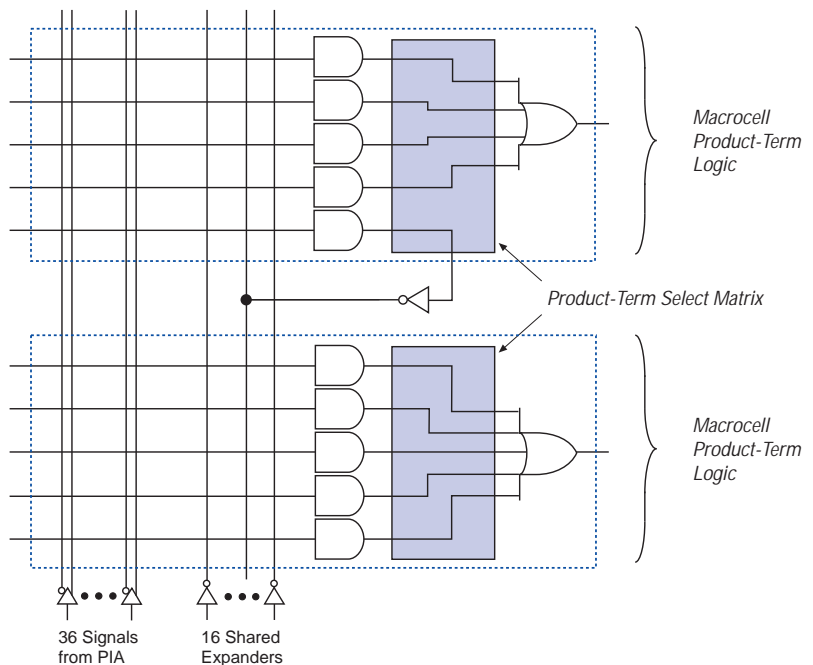 Macrocell
Product-Term
Logic
Product-Term Select Matrix
Macrocell
Product-Term
Logic
36 Signals
from PIA
16 Shared
Expanders